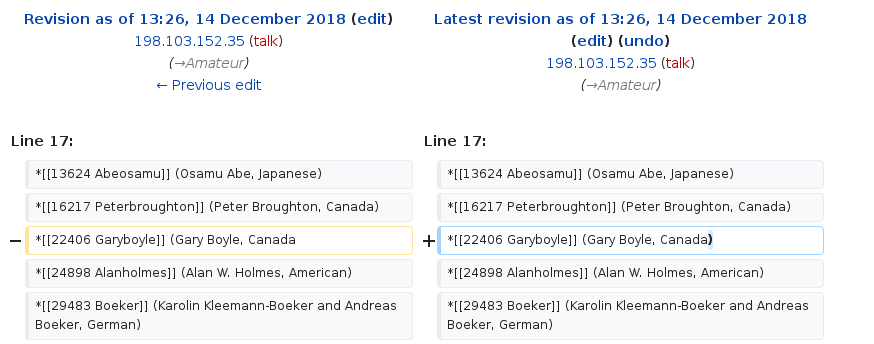 Revision as of 13:26, 14 December 2018 (edit)
198.103.152.35 (talk)
(→Amateur)
← Previous edit
Latest revision as of 13:26, 14 December 2018
(edit) (undo)
198.103.152.35 (talk)
(→Amateur)
Line 17:
Line 17:
*[[13624 Abeosamu]] (Osamu Abe, Japanese)
*[[13624 Abeosamu]] (Osamu Abe, Japanese)
*[[16217 Peterbroughton]] (Peter Broughton, Canada)
*[[16217 Peterbroughton]] (Peter Broughton, Canada)
− *[[22406 Garyboyle]] (Gary Boyle, Canada
+ *[[22406 Garyboyle]] (Gary Boyle, Canada)
*[[24898 Alanholmes]] (Alan W. Holmes, American)
*[[24898 Alanholmes]] (Alan W. Holmes, American)
*[[29483 Boeker]] (Karolin Kleemann-Boeker and Andreas
Boeker, German)
*[[29483 Boeker]] (Karolin Kleemann-Boeker and Andreas
Boeker, German)